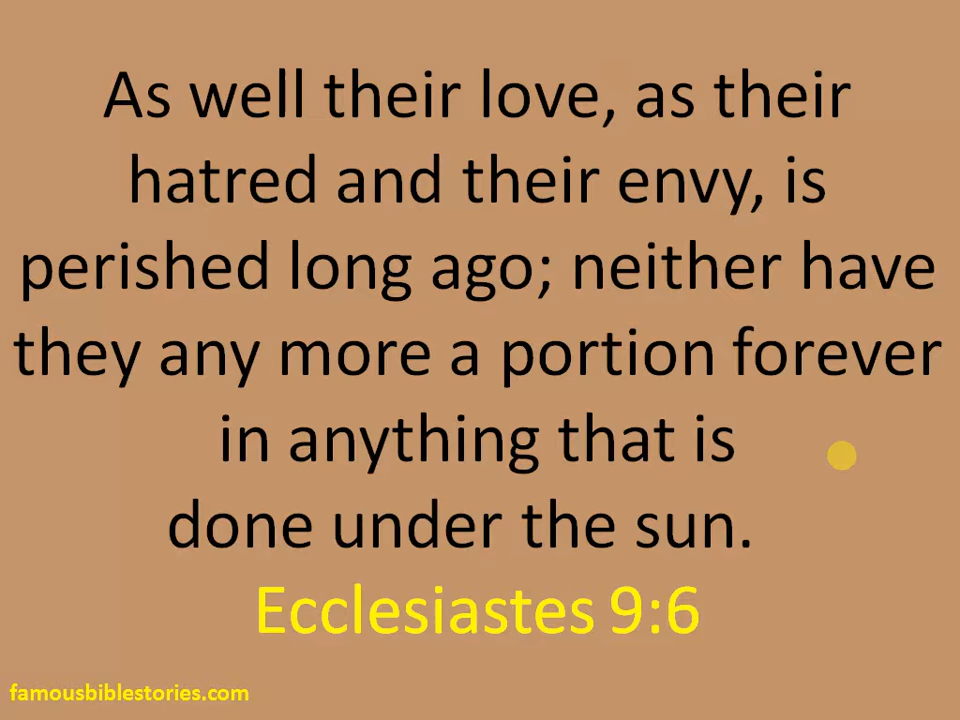 As well their love, as their
hatred and their envy, is
perished long ago; neither have
they any more a portion forever
in anything that is
done under the sun.
Ecclesiastes 9:6
famousbiblestories.com